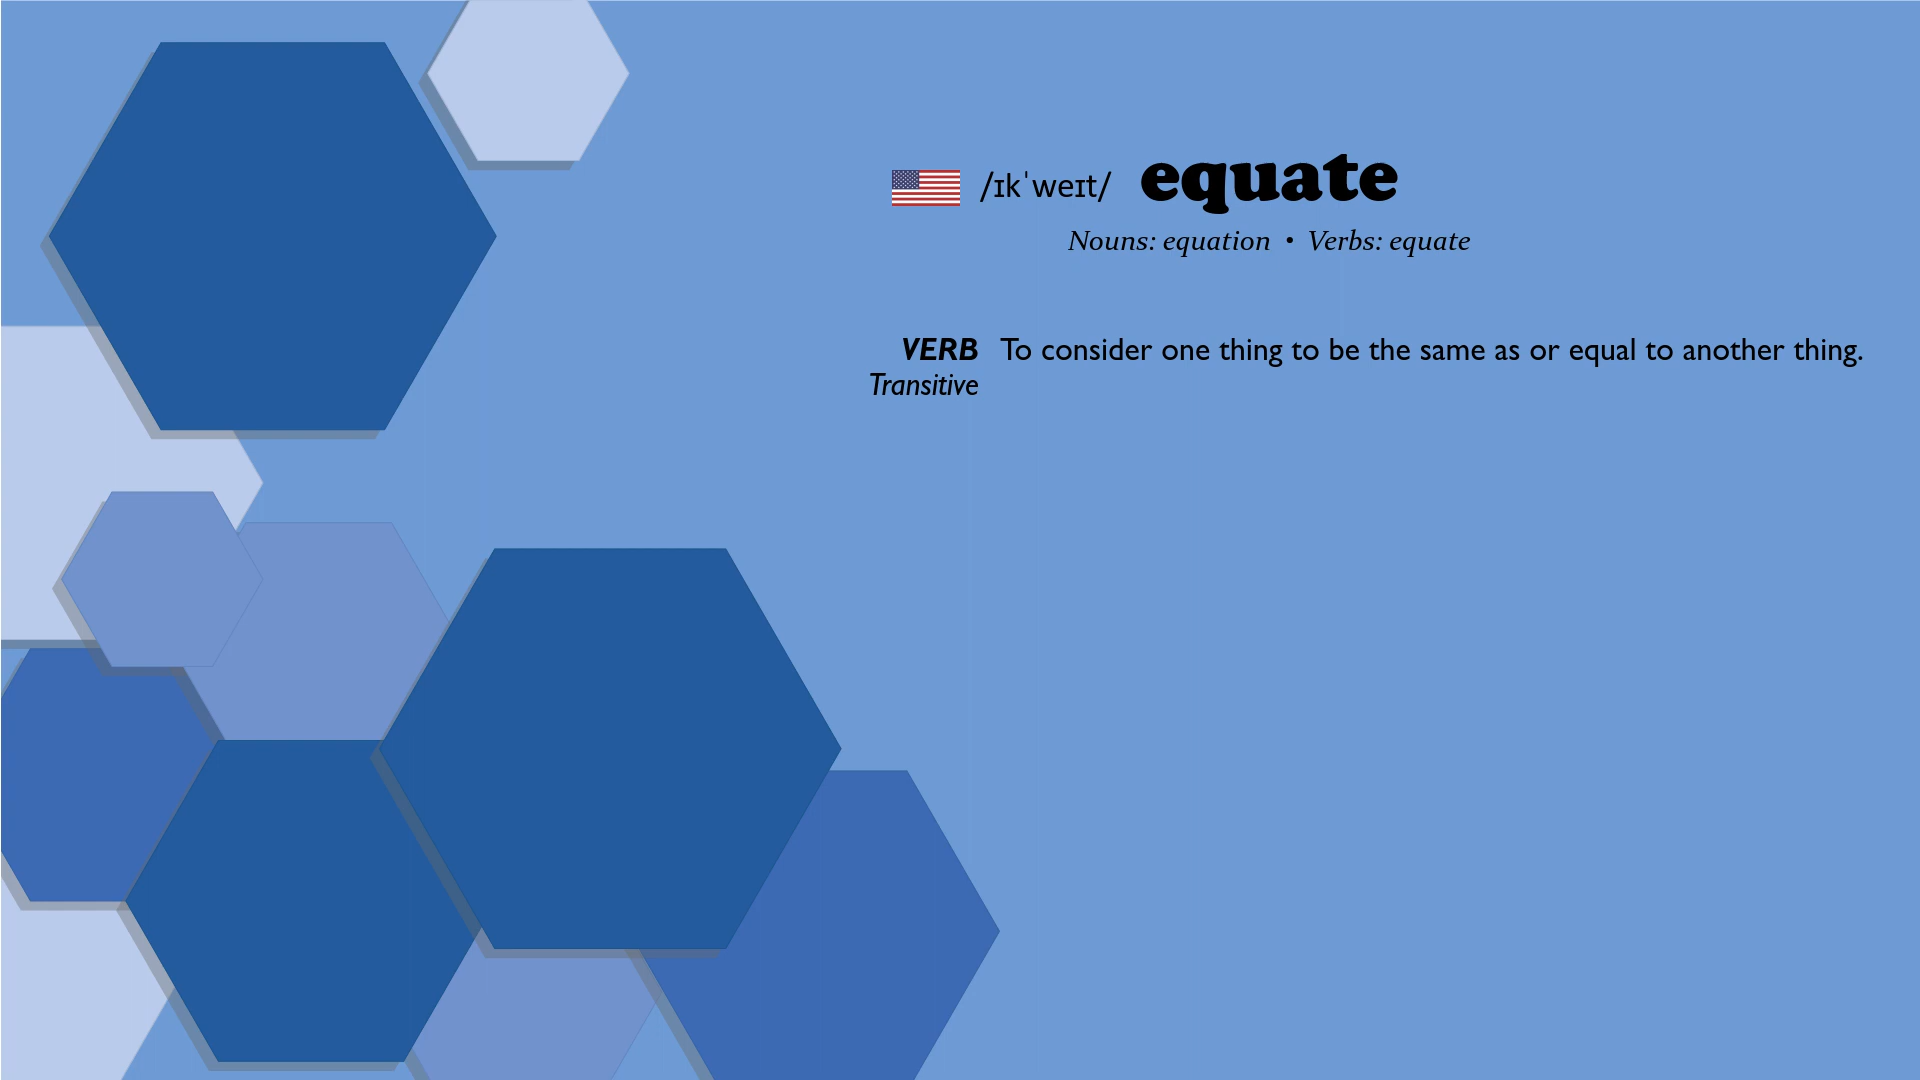 /ɪkˈweɪt/ equate
Nouns: equation • Verbs: equate
VERB To consider one thing to be the same as or equal to another thing.
Transitive